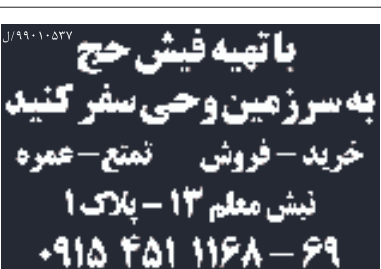 ۹۹۰۱۰۵۳۷/ل
با تهیه فیش حج
به سرزمین وحی سفر کنید
خرید – فروش تمتع – عمره
نبش معلم ۱۳ – پلاک ۱
۰۹۱۵ ۴۵۱ ۱۱۶۸ – ۶۹